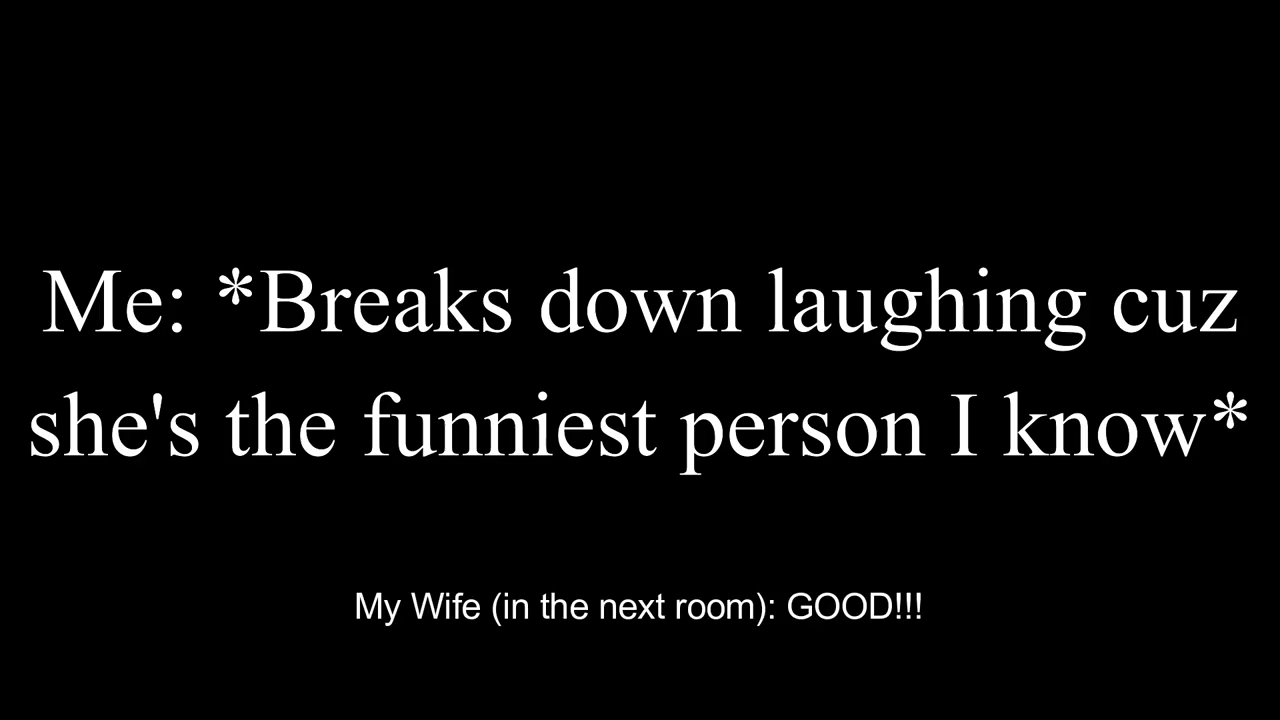 Me: *Breaks down laughing cuz
she's the funniest person I know*
My Wife (in the next room): GOOD!!!